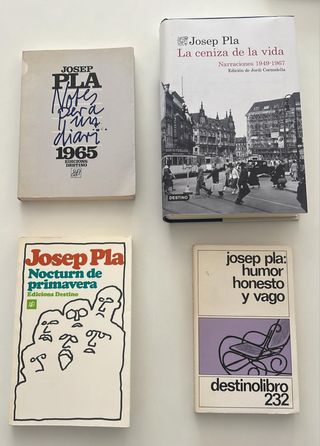 JOSEP
PLA
Notes
per a
un
diari...
1965
EDICIONS
DESTINO
Josep Pla
La ceniza de la vida
Narraciones 1949-1967
Edición de Jordi Cornudella
DESTINO
Josep Pla
Nocturn de
primavera
Edicions Destino
josep pla:
humor
honesto
y vago
destinolibro
232